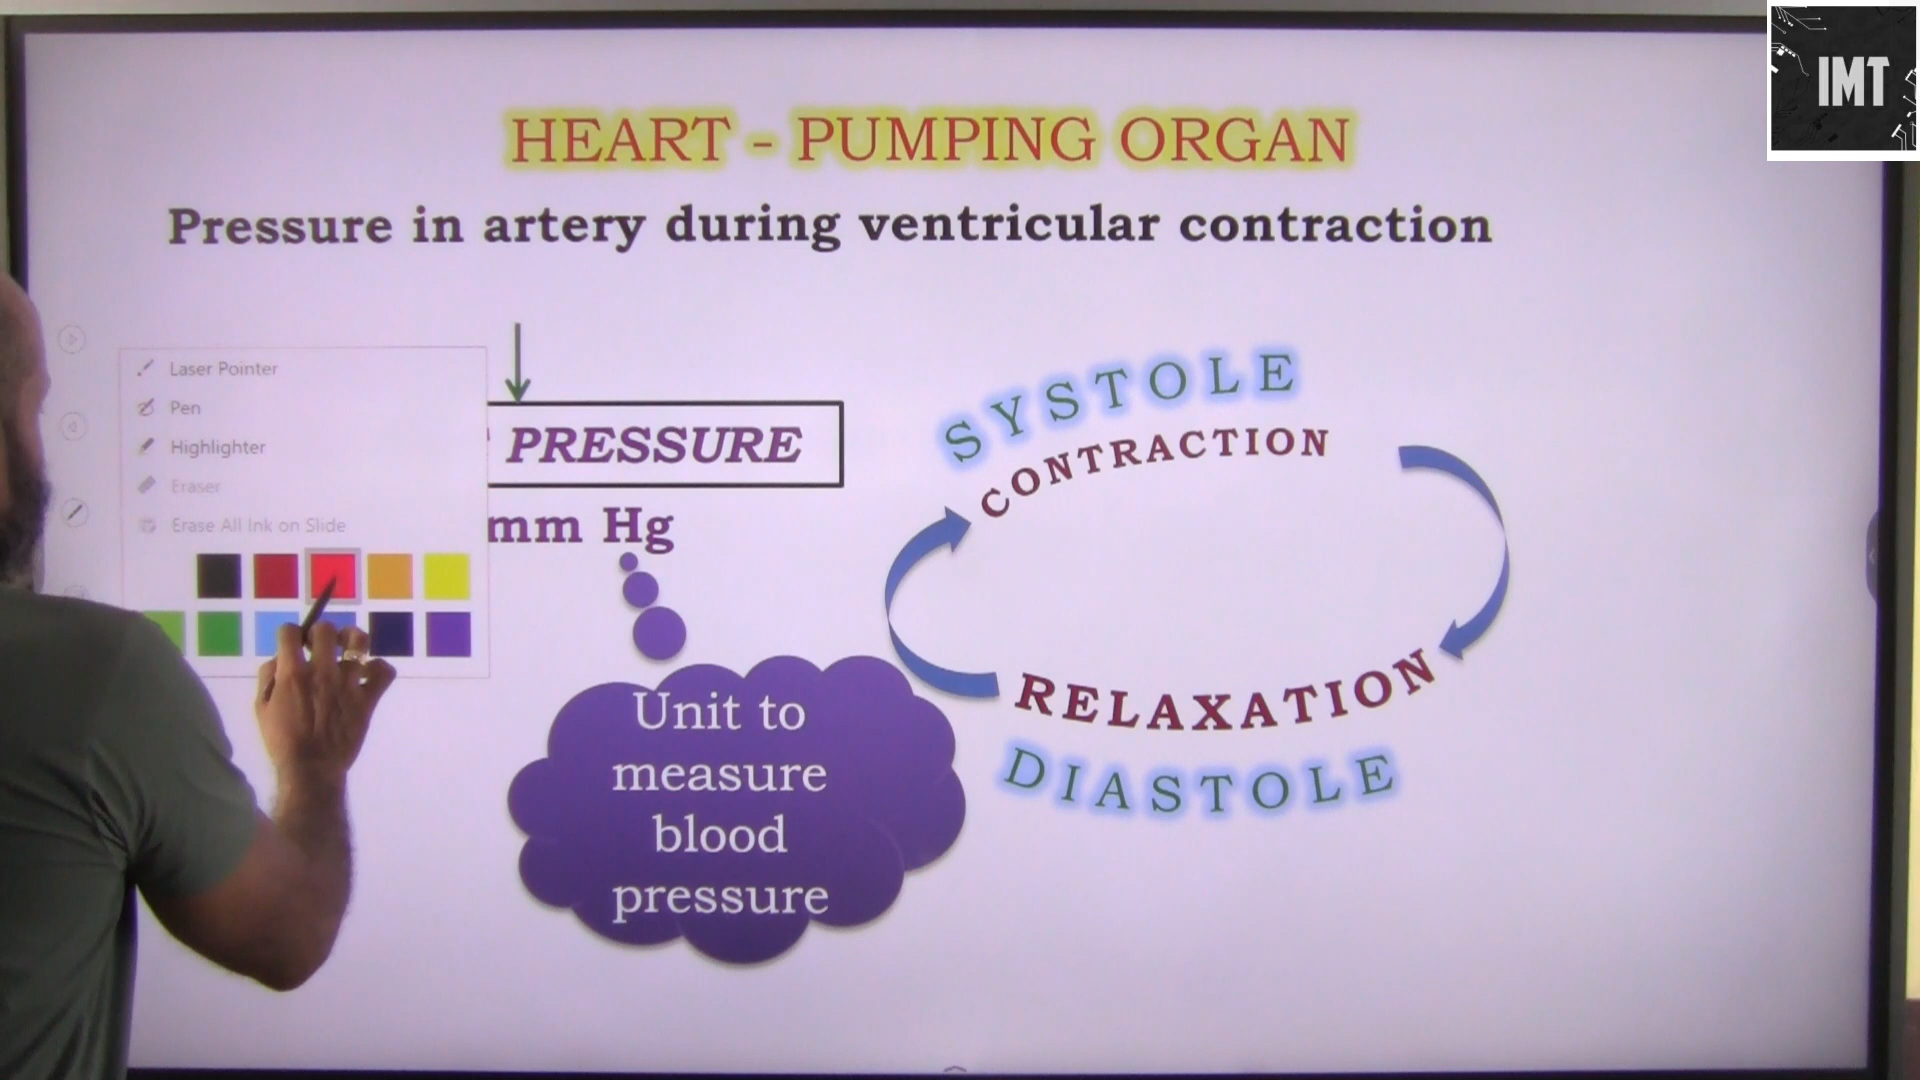 IMT
HEART - PUMPING ORGAN
Pressure in artery during ventricular contraction
Laser Pointer
Pen
Highlighter
Eraser
Erase All Ink on Slide
PRESSURE
mm Hg
Unit to
measure
blood
pressure
SYSTOLE
CONTRACTION
RELAXATION
DIASTOLE